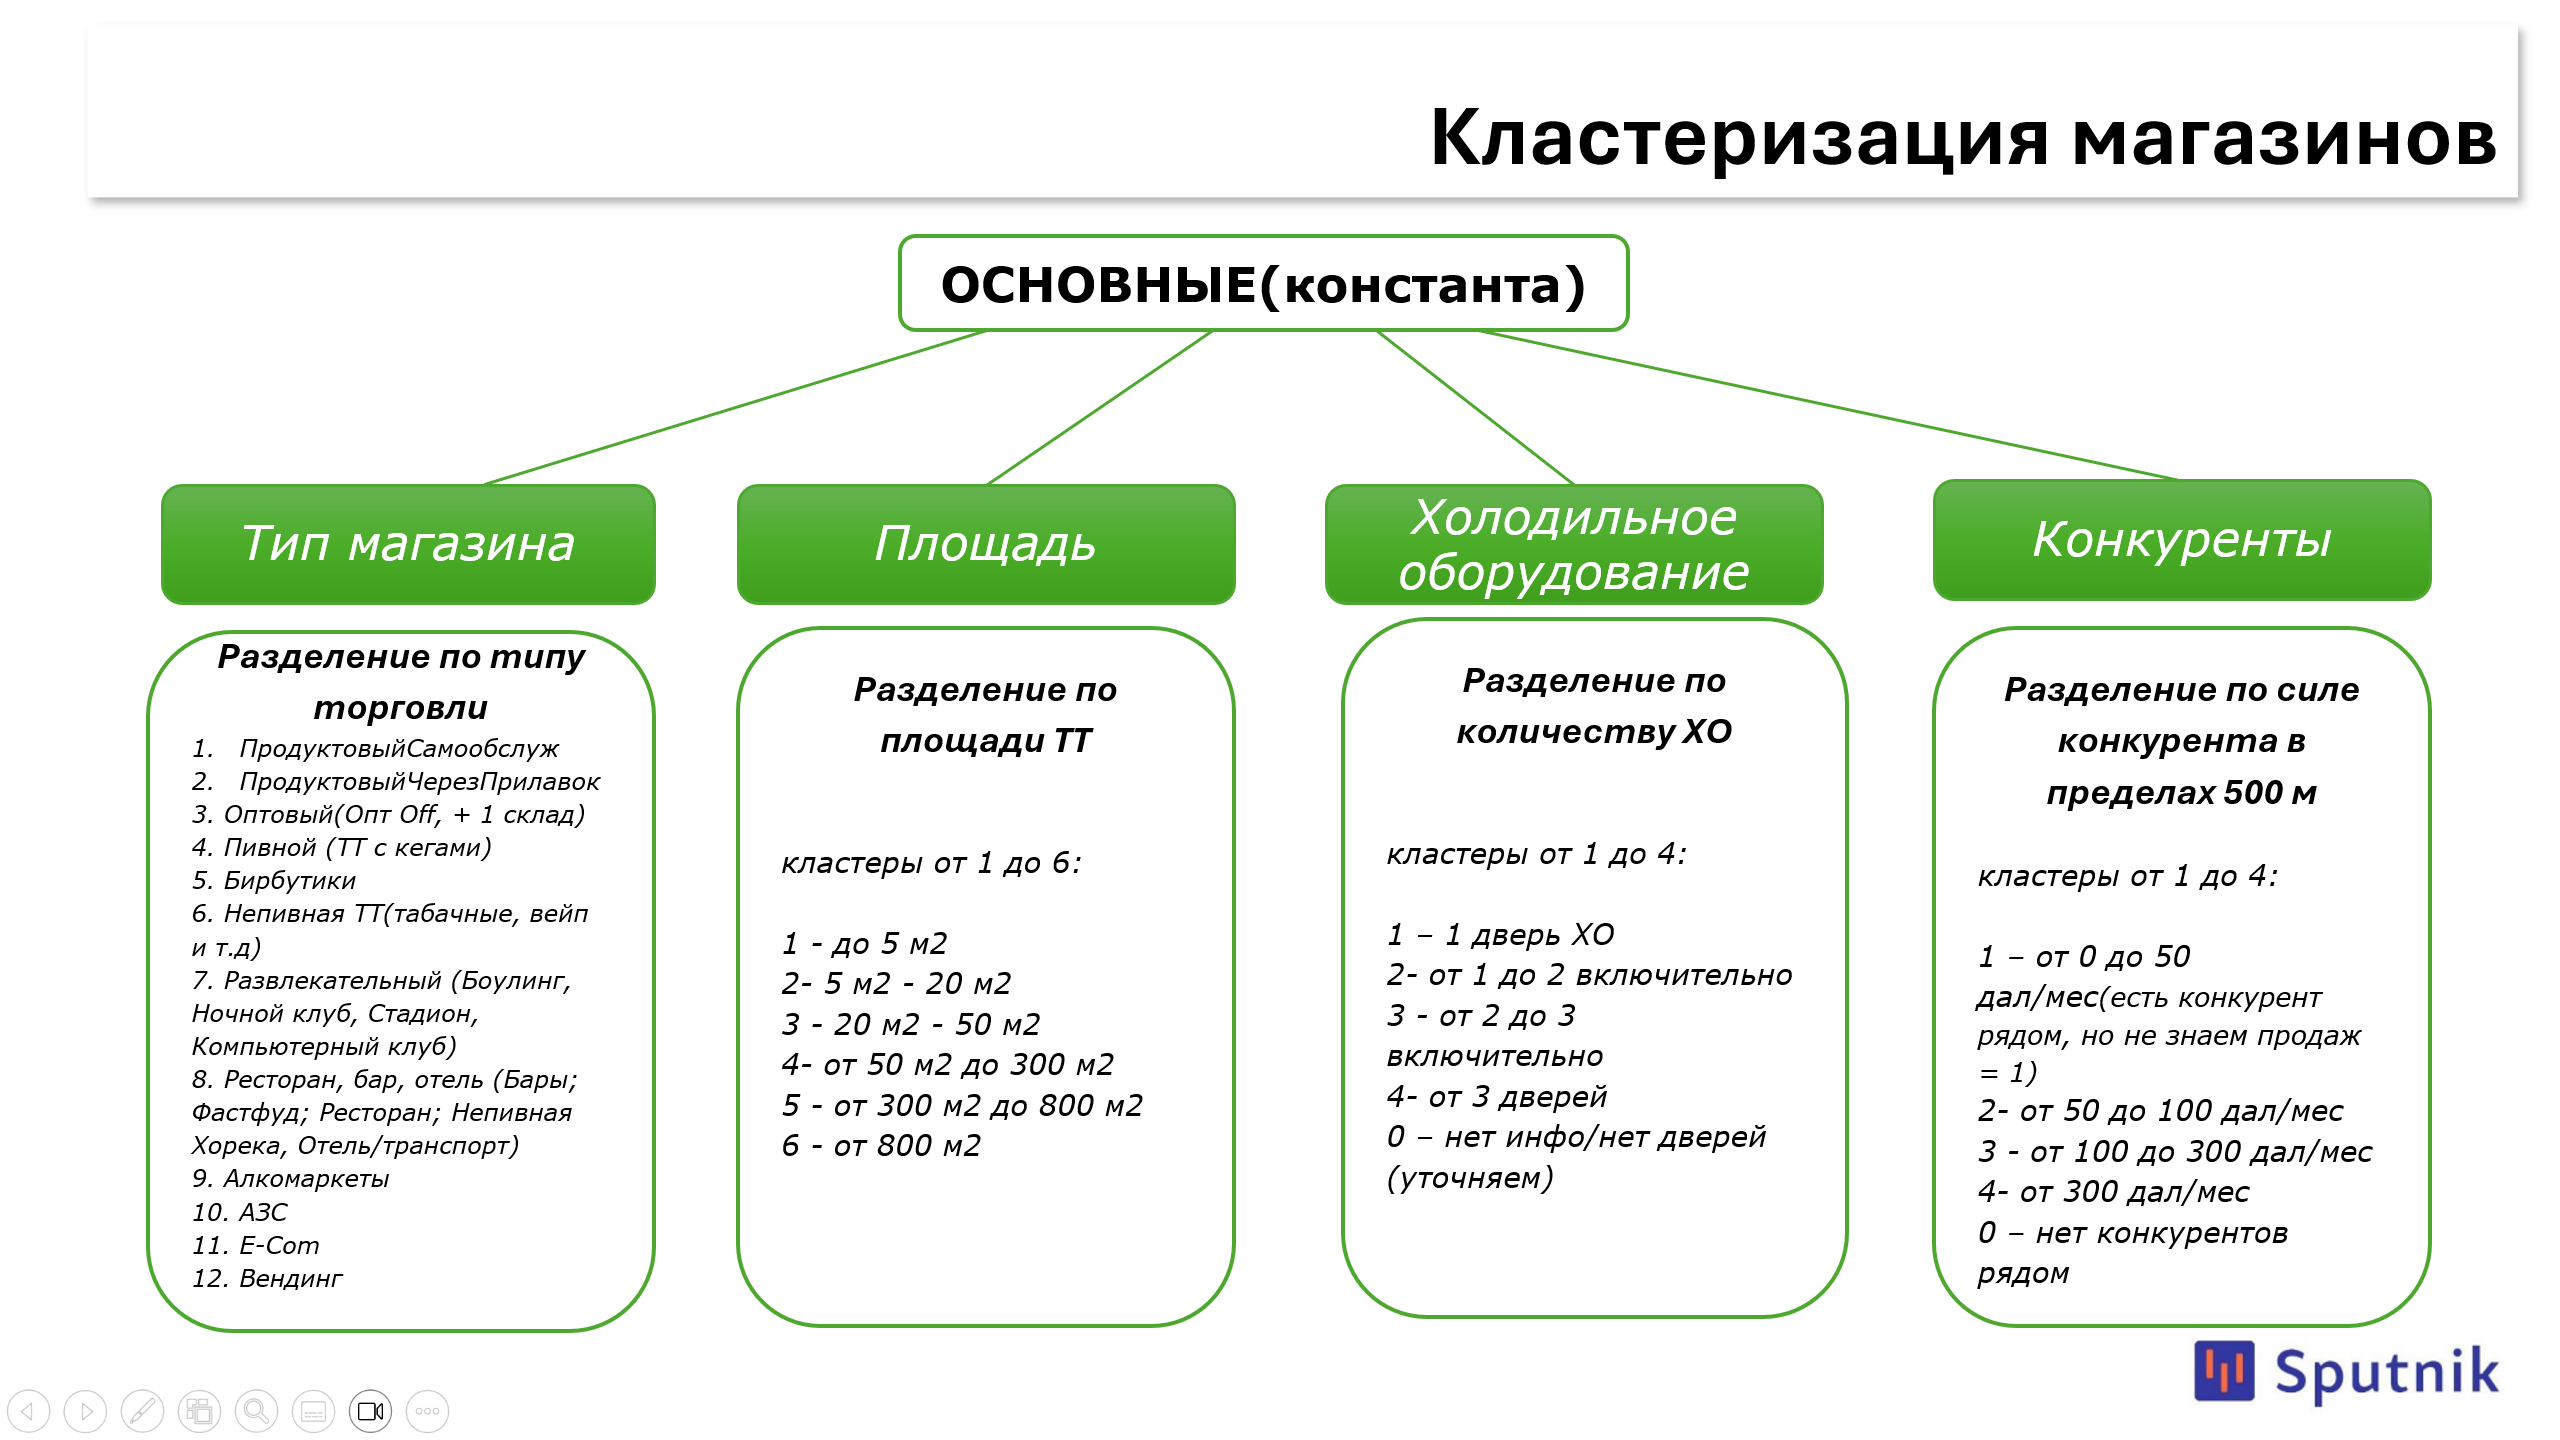 Кластеризация магазинов
ОСНОВНЫЕ(константа)
Тип магазина
Разделение по типу
торговли
1. ПродуктовыйСамообслуж
2. ПродуктовыйЧерезПрилавок
3. Оптовый(Опт Off, + 1 склад)
4. Пивной (ТТ с кегами)
5. Бирбутики
6. Непивная ТТ(табачные, вейп
и т.д)
7. Развлекательный (Боулинг,
Ночной клуб, Стадион,
Компьютерный клуб)
8. Ресторан, бар, отель (Бары;
Фастфуд; Ресторан; Непивная
Хорека, Отель/транспорт)
9. Алкомаркеты
10. АЗС
11. E-Com
12. Вендинг
Площадь
Разделение по
площади ТТ
кластеры от 1 до 6:
1 - до 5 м2
2- 5 м2 - 20 м2
3 - 20 м2 - 50 м2
4- от 50 м2 до 300 м2
5 - от 300 м2 до 800 м2
6 - от 800 м2
Холодильное
оборудование
Разделение по
количеству ХО
кластеры от 1 до 4:
1 – 1 дверь ХО
2- от 1 до 2 включительно
3 - от 2 до 3
включительно
4- от 3 дверей
0 – нет инфо/нет дверей
(уточняем)
Конкуренты
Разделение по силе
конкурента в
пределах 500 м
кластеры от 1 до 4:
1 – от 0 до 50
дал/мес(есть конкурент
рядом, но не знаем продаж
= 1)
2- от 50 до 100 дал/мес
3 - от 100 до 300 дал/мес
4- от 300 дал/мес
0 – нет конкурентов
рядом
Sputnik